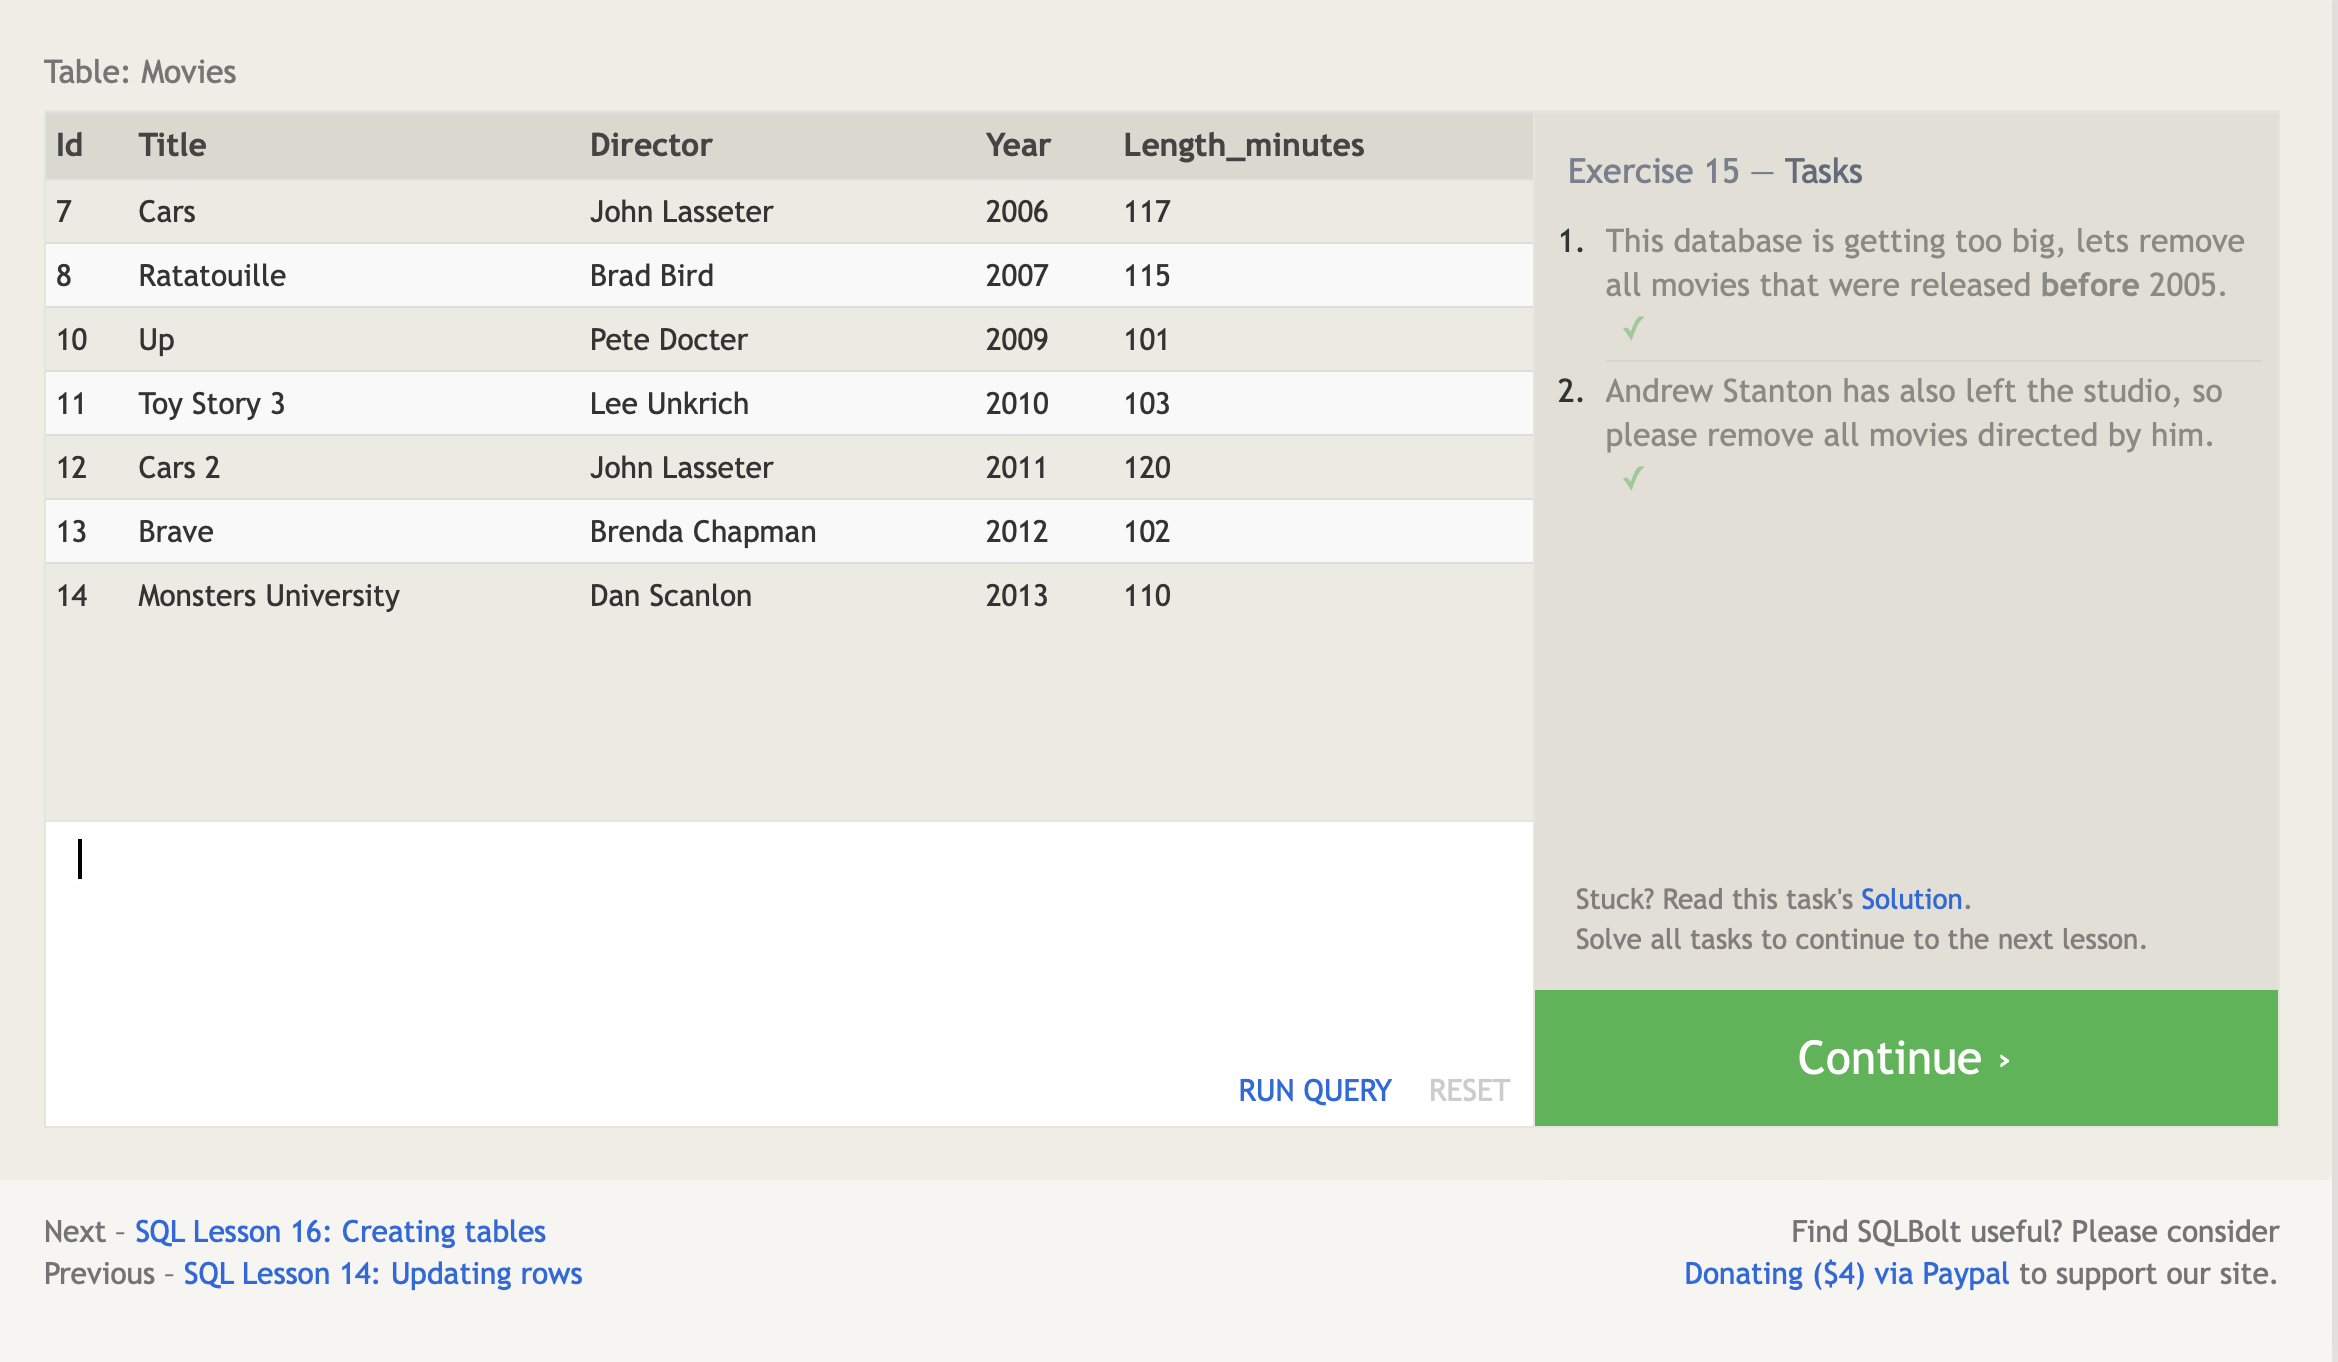 Table: Movies
Id Title Director Year Length_minutes
7 Cars John Lasseter 2006 117
8 Ratatouille Brad Bird 2007 115
10 Up Pete Docter 2009 101
11 Toy Story 3 Lee Unkrich 2010 103
12 Cars 2 John Lasseter 2011 120
13 Brave Brenda Chapman 2012 102
14 Monsters University Dan Scanlon 2013 110
RUN QUERY RESET
Exercise 15 — Tasks
1. This database is getting too big, lets remove
all movies that were released before 2005.
✓
2. Andrew Stanton has also left the studio, so
please remove all movies directed by him.
✓
Stuck? Read this task's Solution.
Solve all tasks to continue to the next lesson.
Continue ›
Next – SQL Lesson 16: Creating tables
Previous – SQL Lesson 14: Updating rows
Find SQLBolt useful? Please consider
Donating ($4) via Paypal to support our site.